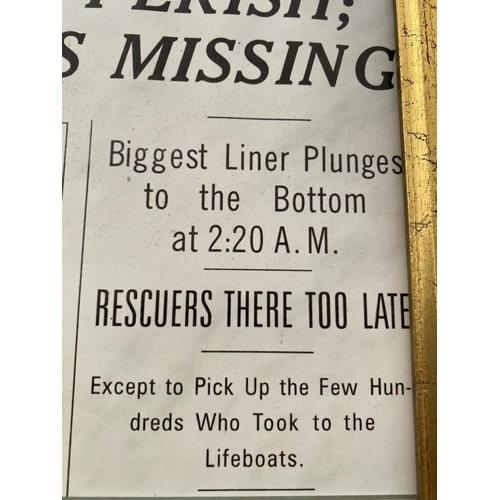 PERISH;
S MISSING
Biggest Liner Plunges
to the Bottom
at 2:20 A. M.
RESCUERS THERE TOO LATE
Except to Pick Up the Few Hun-
dreds Who Took to the
Lifeboats.